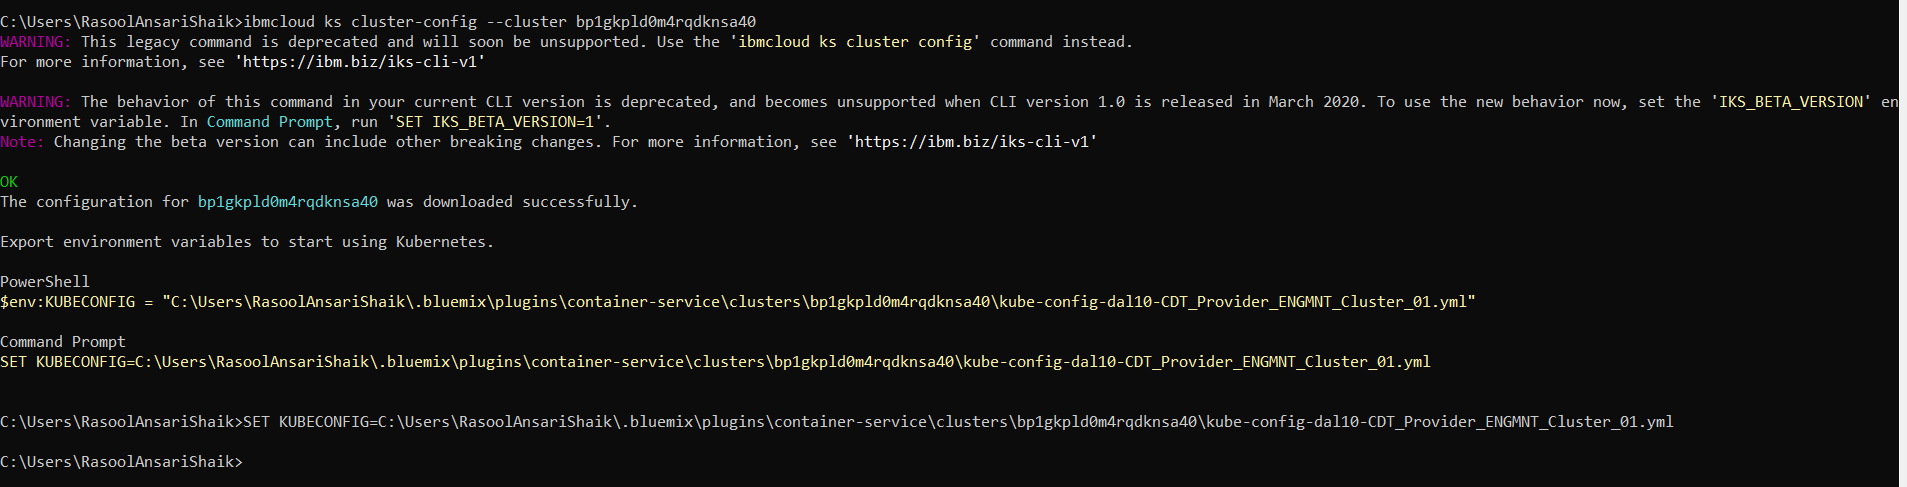 C:\Users\RasoolAnsariShaik>ibmcloud ks cluster-config --cluster bp1gkpld0m4rqdknsa40
WARNING: This legacy command is deprecated and will soon be unsupported. Use the 'ibmcloud ks cluster config' command instead.
For more information, see 'https://ibm.biz/iks-cli-v1'
WARNING: The behavior of this command in your current CLI version is deprecated, and becomes unsupported when CLI version 1.0 is released in March 2020. To use the new behavior now, set the 'IKS_BETA_VERSION' en
vironment variable. In Command Prompt, run 'SET IKS_BETA_VERSION=1'.
Note: Changing the beta version can include other breaking changes. For more information, see 'https://ibm.biz/iks-cli-v1'
OK
The configuration for bp1gkpld0m4rqdknsa40 was downloaded successfully.
Export environment variables to start using Kubernetes.
PowerShell
$env:KUBECONFIG = "C:\Users\RasoolAnsariShaik\.bluemix\plugins\container-service\clusters\bp1gkpld0m4rqdknsa40\kube-config-dal10-CDT_Provider_ENGMNT_Cluster_01.yml"
Command Prompt
SET KUBECONFIG=C:\Users\RasoolAnsariShaik\.bluemix\plugins\container-service\clusters\bp1gkpld0m4rqdknsa40\kube-config-dal10-CDT_Provider_ENGMNT_Cluster_01.yml
C:\Users\RasoolAnsariShaik>SET KUBECONFIG=C:\Users\RasoolAnsariShaik\.bluemix\plugins\container-service\clusters\bp1gkpld0m4rqdknsa40\kube-config-dal10-CDT_Provider_ENGMNT_Cluster_01.yml
C:\Users\RasoolAnsariShaik>